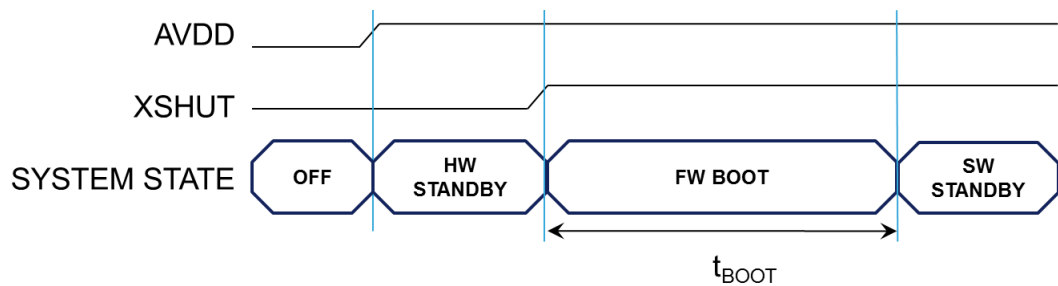 AVDD
XSHUT
SYSTEM STATE
OFF
HW
STANDBY
FW BOOT
SW
STANDBY
tBOOT